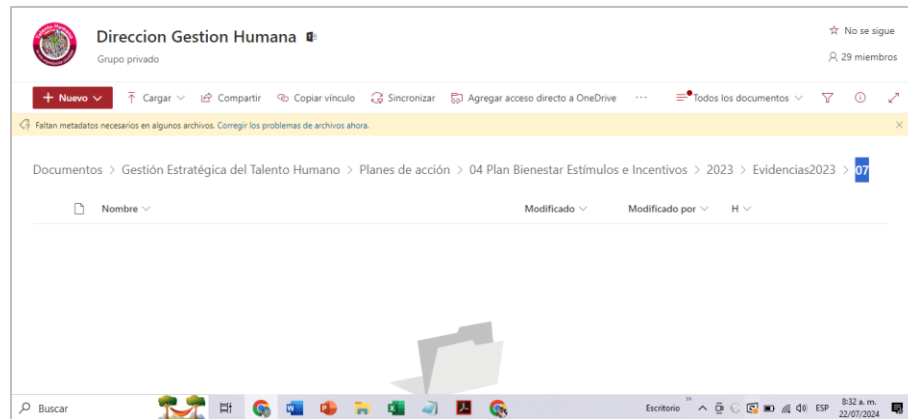 Direccion Gestion Humana
Grupo privado
No se sigue
29 miembros
+ Nuevo
Cargar
Compartir
Copiar vínculo
Sincronizar
Agregar acceso directo a OneDrive
...
Todos los documentos
Faltan metadatos necesarios en algunos archivos. Corregir los problemas de archivos ahora.
Documentos > Gestión Estratégica del Talento Humano > Planes de acción > 04 Plan Bienestar Estímulos e Incentivos > 2023 > Evidencias2023 > 07
Nombre Modificado Modificado por H
Buscar
Escritorio
ESP
8:32 a. m.
22/07/2024